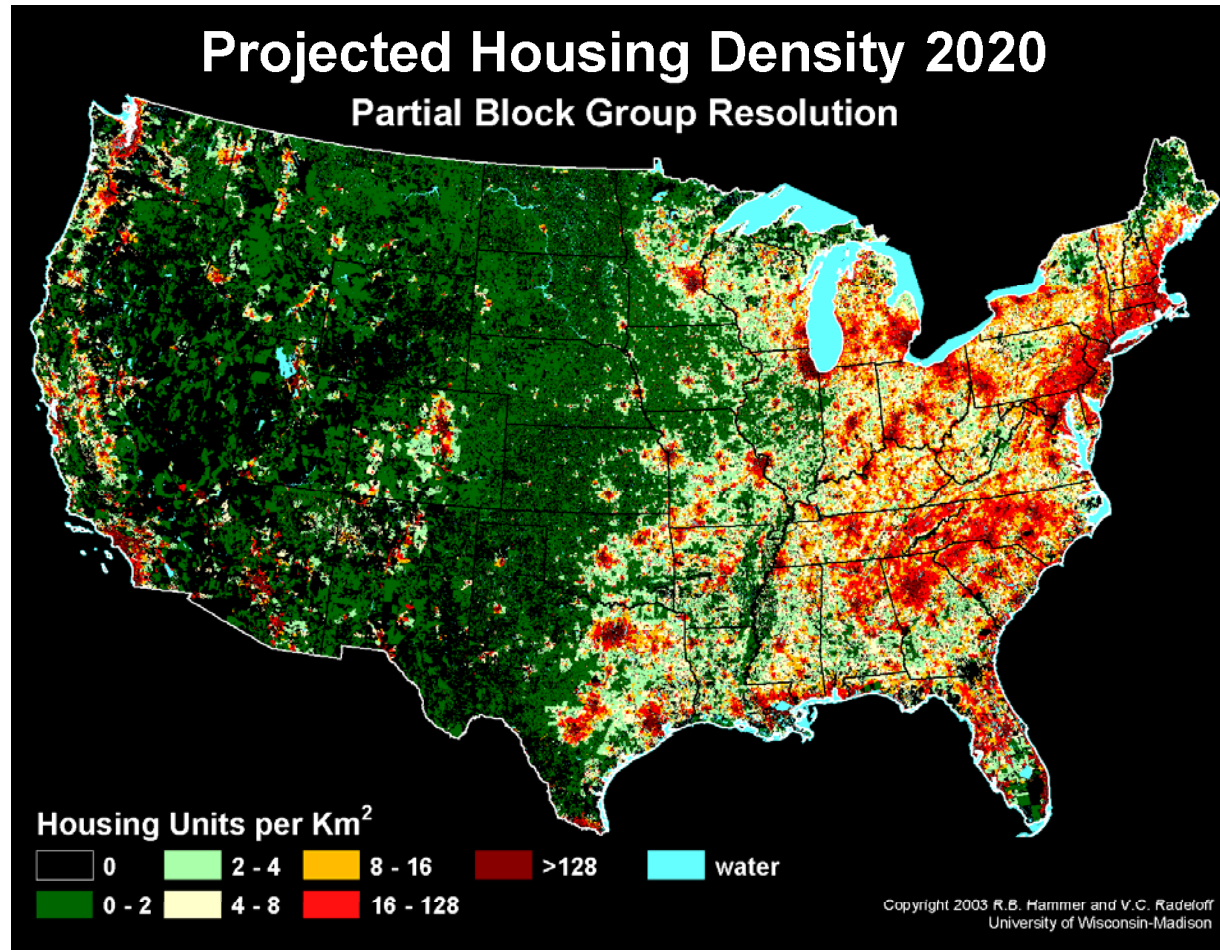 Projected Housing Density 2020
Partial Block Group Resolution
Housing Units per Km²
0 2 - 4 8 - 16 >128 water
0 - 2 4 - 8 16 - 128
Copyright 2003 R.B. Hammer and V.C. Radeloff
University of Wisconsin-Madison